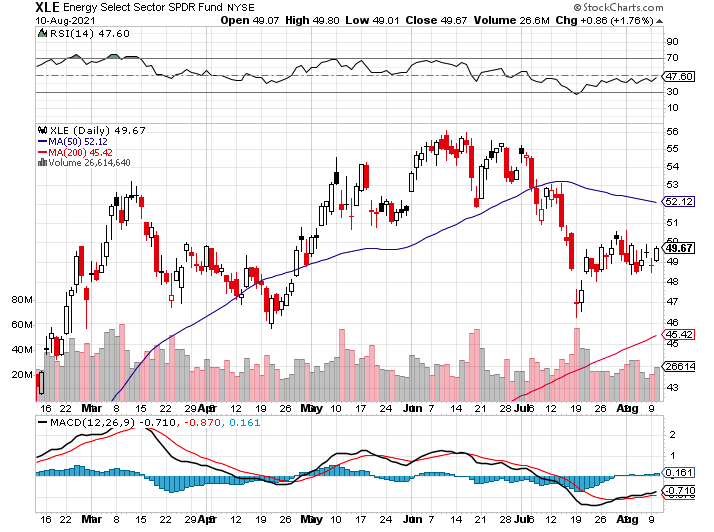 XLE Energy Select Sector SPDR Fund NYSE © StockCharts.com
10-Aug-2021 Open 49.07 High 49.80 Low 49.01 Close 49.67 Volume 26.6M Chg +0.86 (+1.76%)
RSI(14) 47.60
90
70
47.60
30
10
XLE (Daily) 49.67
MA(50) 52.12
MA(200) 45.42
Volume 26,614,640
56
55
54
53
52.12
51
50
49.67
49
48
47
46
45.42
45
26614
43
80M
60M
40M
20M
16 22 Mar 8 15 22 29 Apr 12 19 26 May 10 17 24 Jun 7 14 21 28 Jul 6 12 19 26 Aug 9
MACD(12,26,9) -0.710, -0.870, 0.161
2
1
0.161
-0.710
16 22 Mar 8 15 22 29 Apr 12 19 26 May 10 17 24 Jun 7 14 21 28 Jul 6 12 19 26 Aug 9